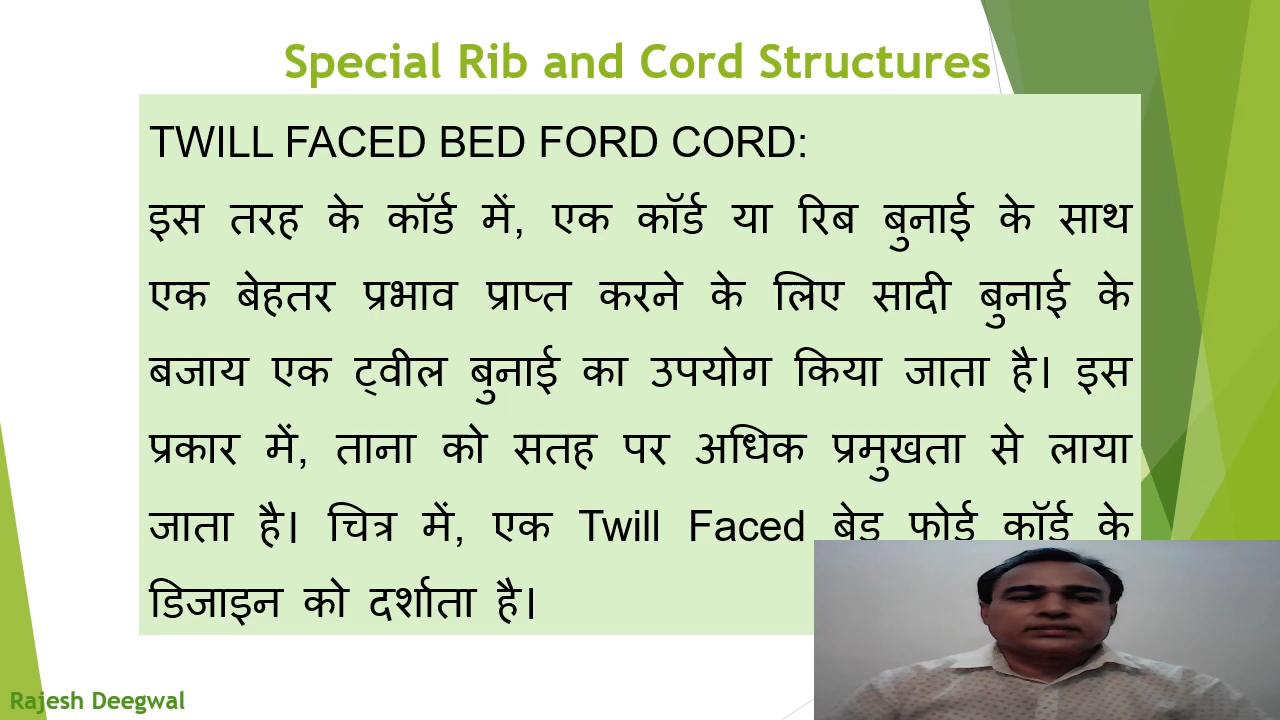 Special Rib and Cord Structures
TWILL FACED BED FORD CORD:
इस तरह के कॉर्ड में, एक कॉर्ड या रिब बुनाई के साथ
एक बेहतर प्रभाव प्राप्त करने के लिए सादी बुनाई के
बजाय एक ट्वील बुनाई का उपयोग किया जाता है। इस
प्रकार में, ताना को सतह पर अधिक प्रमुखता से लाया
जाता है। चित्र में, एक Twill Faced बेड फोर्ड कॉर्ड के
डिजाइन को दर्शाता है।
Rajesh Deegwal